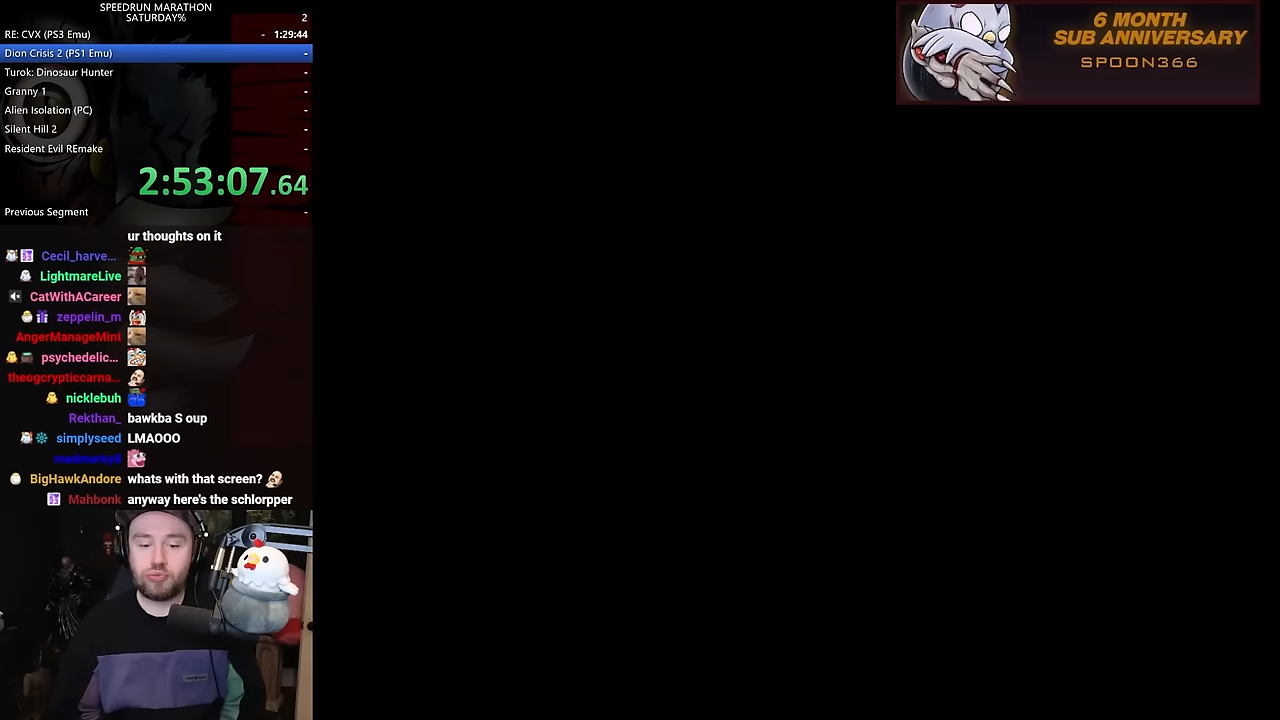 SPEEDRUN MARATHON
SATURDAY%
2
RE: CVX (PS3 Emu) - 1:29:44
Dion Crisis 2 (PS1 Emu) -
Turok: Dinosaur Hunter -
Granny 1 -
Alien Isolation (PC) -
Silent Hill 2 -
Resident Evil REmake -
2:53:07.64
Previous Segment -
ur thoughts on it
Cecil_harve...
LightmareLive
CatWithACareer
zeppelin_m
AngerManageMint
psychedelic...
theogcrypticcarna...
nicklebuh
Rekthan_ bawkba S oup
simplyseed LMAOOO
BigHawkAndore whats with that screen?
Mahbonk anyway here's the schlorpper
6 MONTH
SUB ANNIVERSARY
SPOON366